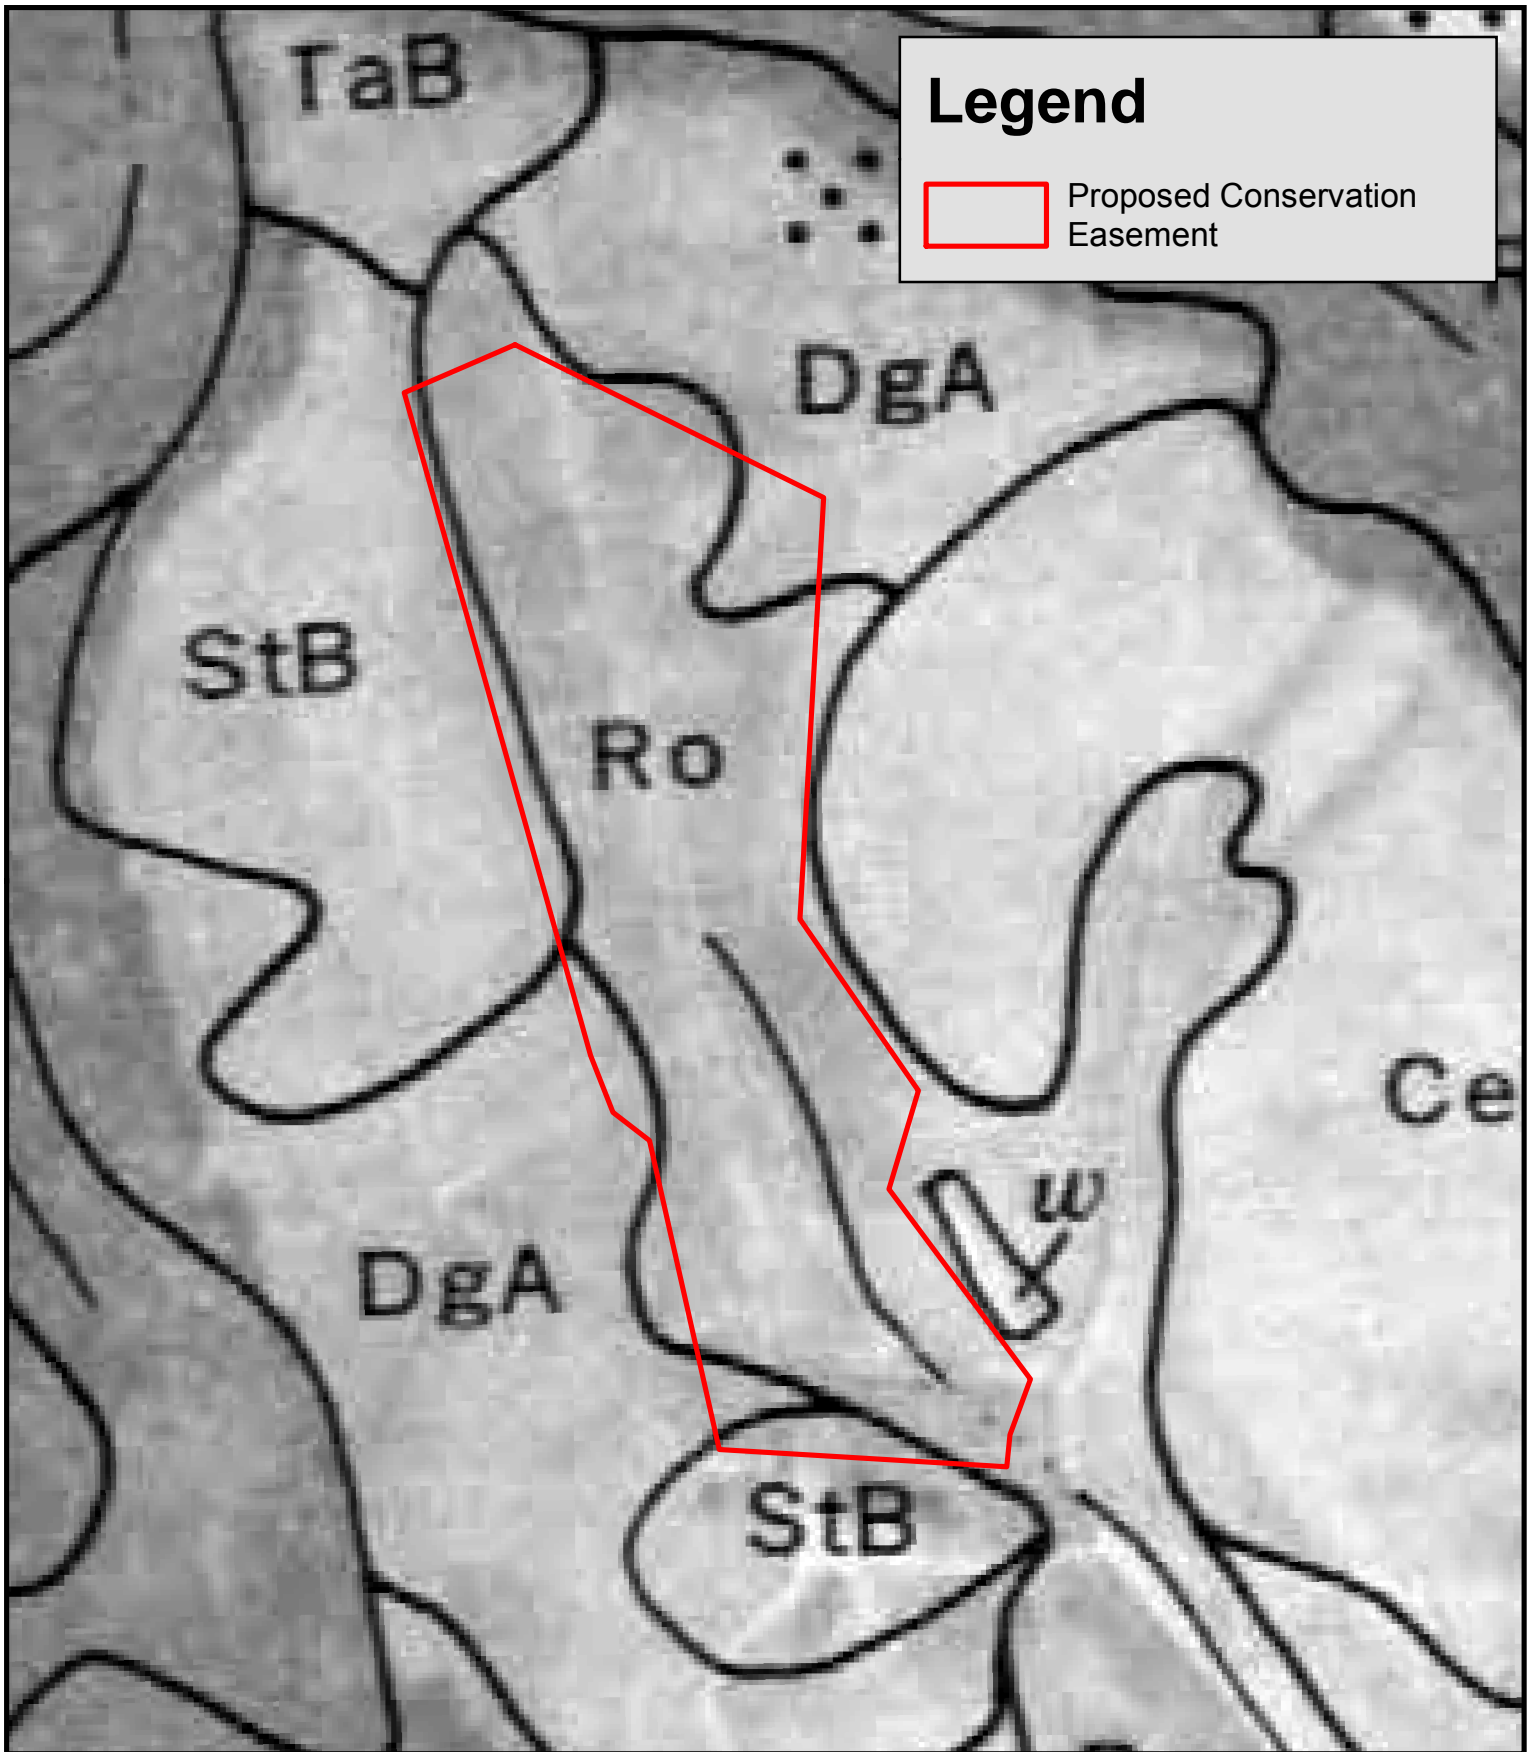 TaB
Legend
Proposed Conservation
Easement
DgA
StB
Ro
Ce
w
DgA
StB